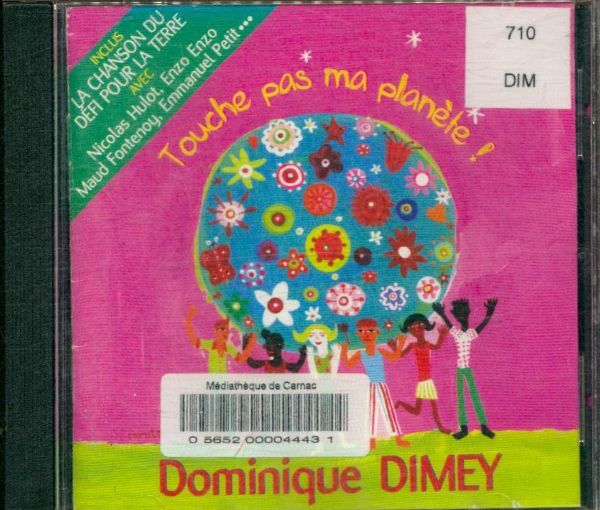 INCLUS
LA CHANSON DU
DÉFI POUR LA TERRE
AVEC
Nicolas Hulot, Enzo Enzo
Maud Fontenoy, Emmanuel Petit...
710
DIM
Touche pas ma planète !
Médiathèque de Carnac
0 5652 00004443 1
Dominique DIMEY